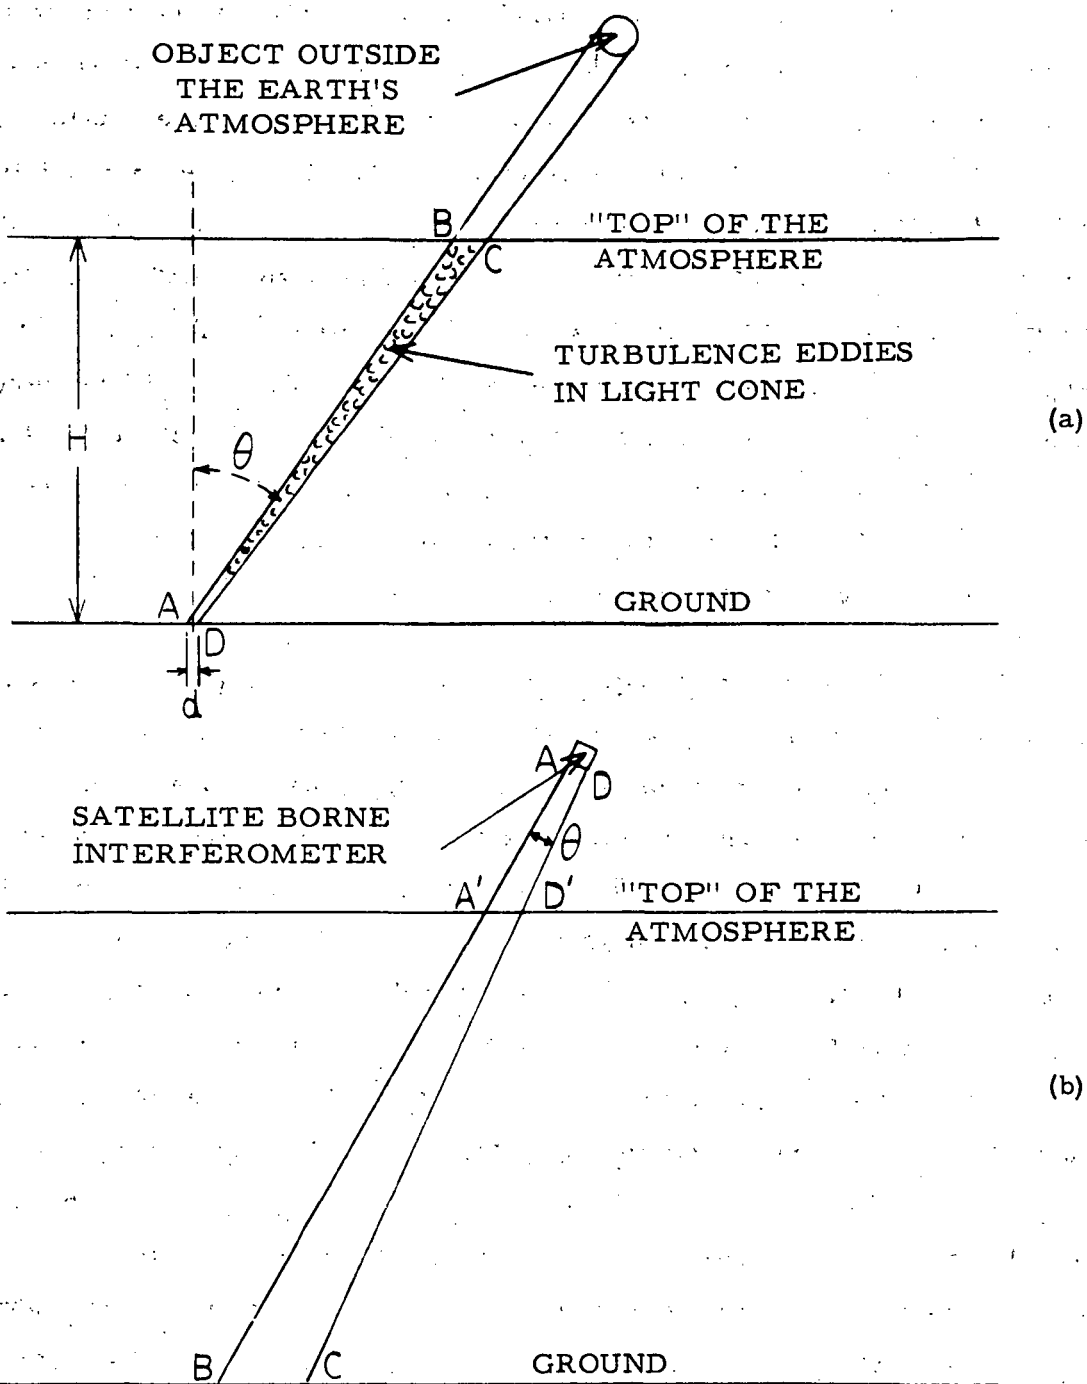 OBJECT OUTSIDE
THE EARTH'S
ATMOSPHERE
B
"TOP" OF THE
C
ATMOSPHERE
TURBULENCE EDDIES
IN LIGHT CONE
(a)
H
θ
A
GROUND
D
d
A
D
SATELLITE BORNE
INTERFEROMETER
θ
A'
D'
"TOP" OF THE
ATMOSPHERE
(b)
B
C
GROUND